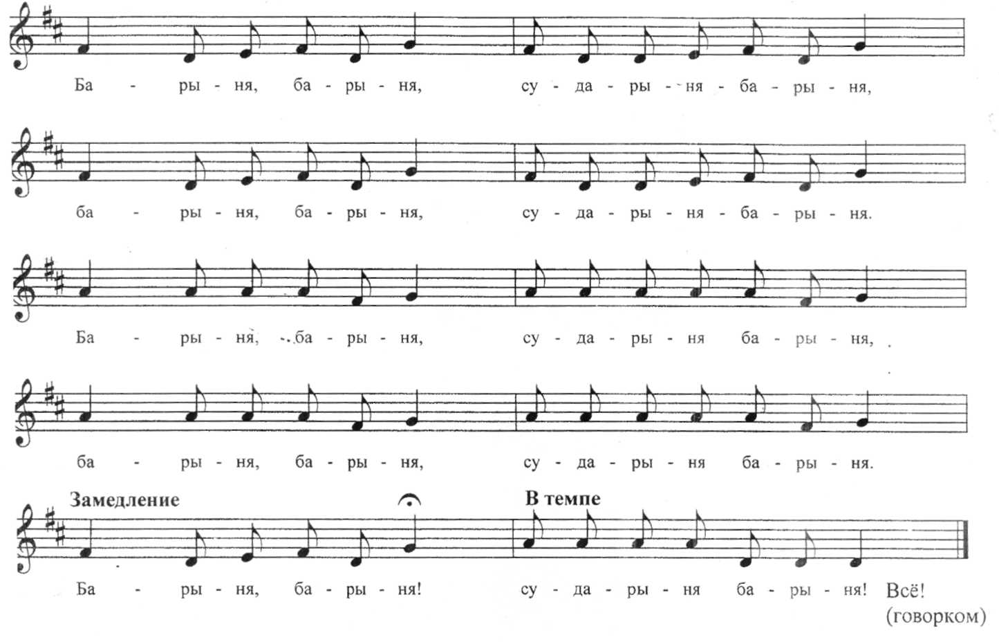 Ба - ры - ня, ба - ры - ня, су - да - ры - ня - ба - ры - ня,
ба - ры - ня, ба - ры - ня, су - да - ры - ня - ба - ры - ня.
Ба - ры - ня, ба - ры - ня, су - да - ры - ня ба - ры - ня,
ба - ры - ня, ба - ры - ня, су - да - ры - ня ба - ры - ня.
Замедление В темпе
Ба - ры - ня, ба - ры - ня! су - да - ры - ня ба - ры - ня! Всё!
(говорком)